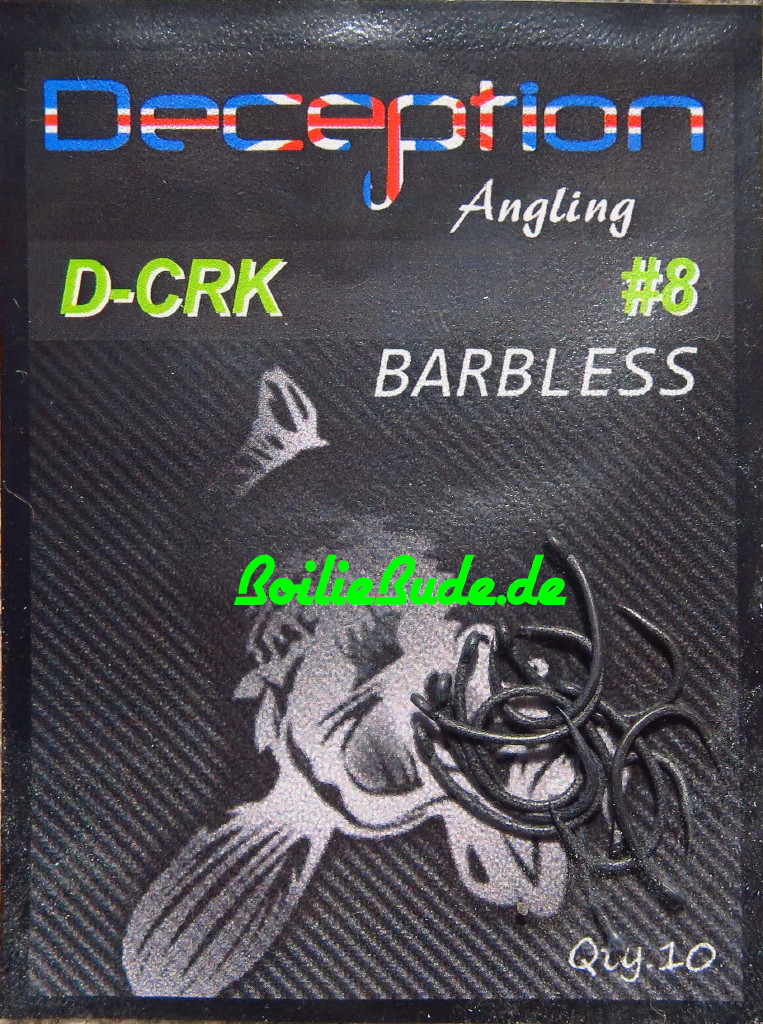 Deception
Angling
D-CRK #8
BARBLESS
BoilieBude.de
Qty.10